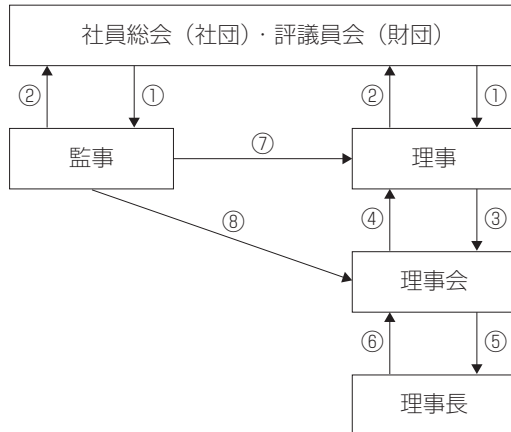 社員総会（社団）・評議員会（財団）
② ① ② ①
監事 ⑦ 理事
⑧ ④ ③
理事会
⑥ ⑤
理事長